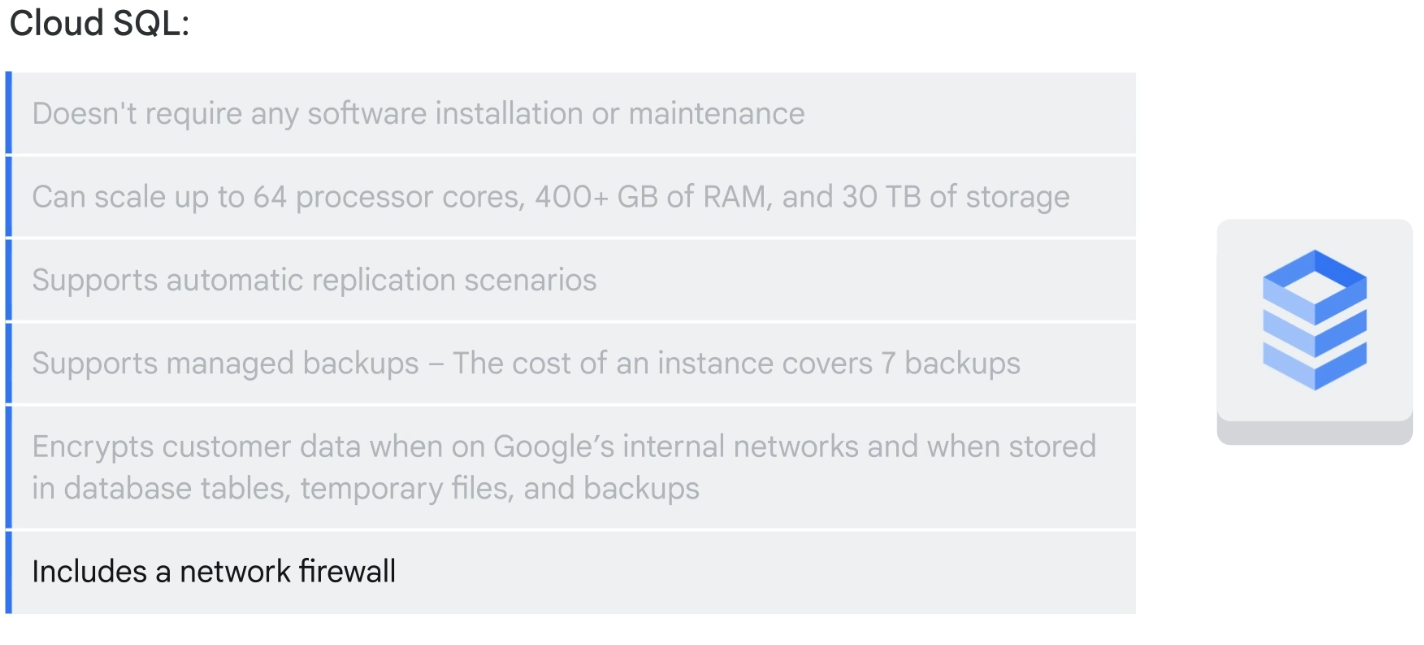 Cloud SQL:
Doesn't require any software installation or maintenance
Can scale up to 64 processor cores, 400+ GB of RAM, and 30 TB of storage
Supports automatic replication scenarios
Supports managed backups – The cost of an instance covers 7 backups
Encrypts customer data when on Google’s internal networks and when stored
in database tables, temporary files, and backups
Includes a network firewall